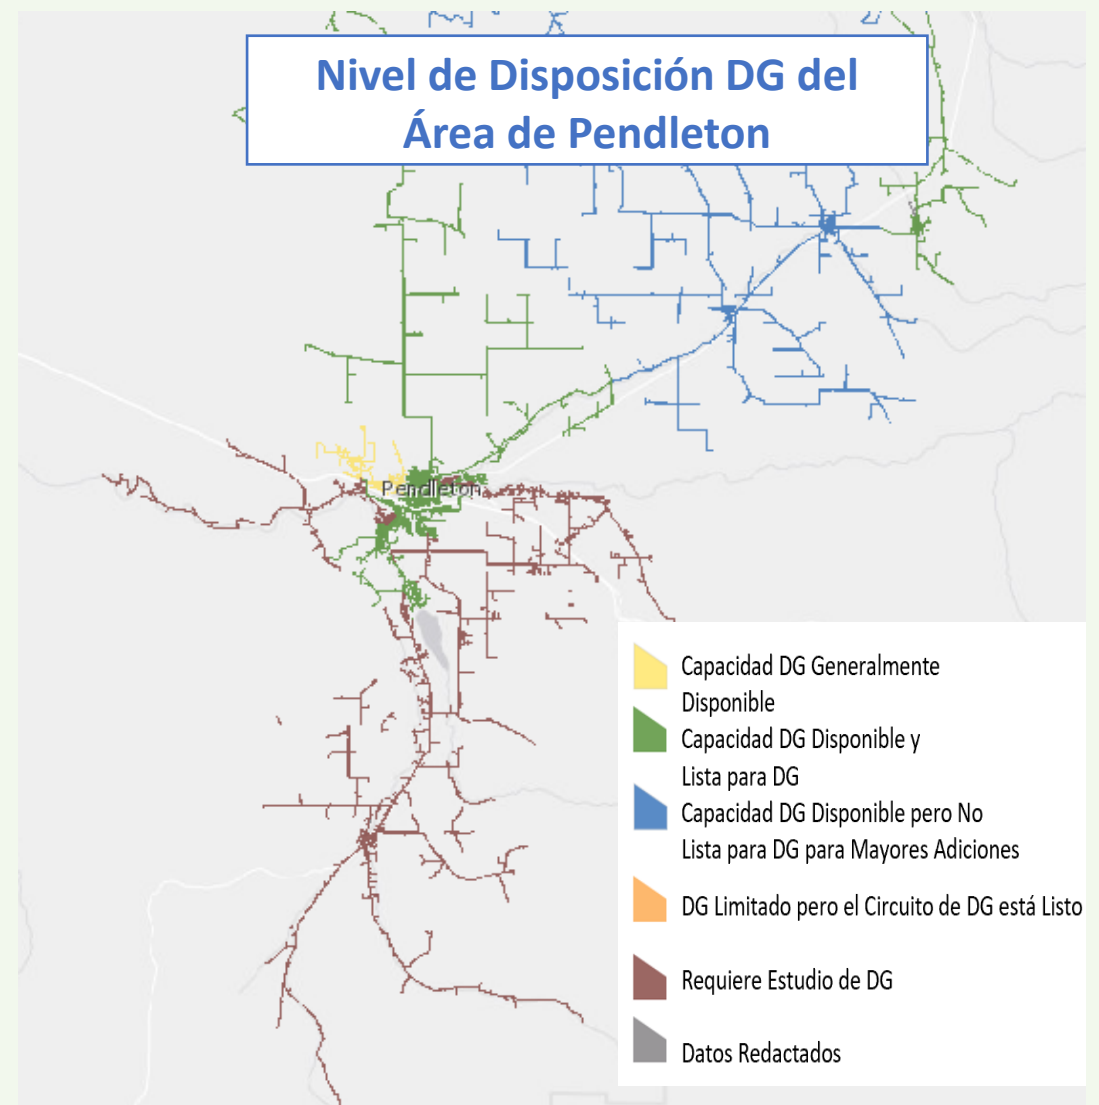 Nivel de Disposición DG del
Área de Pendleton
Pendleton
Capacidad DG Generalmente
Disponible
Capacidad DG Disponible y
Lista para DG
Capacidad DG Disponible pero No
Lista para DG para Mayores Adiciones
DG Limitado pero el Circuito de DG está Listo
Requiere Estudio de DG
Datos Redactados